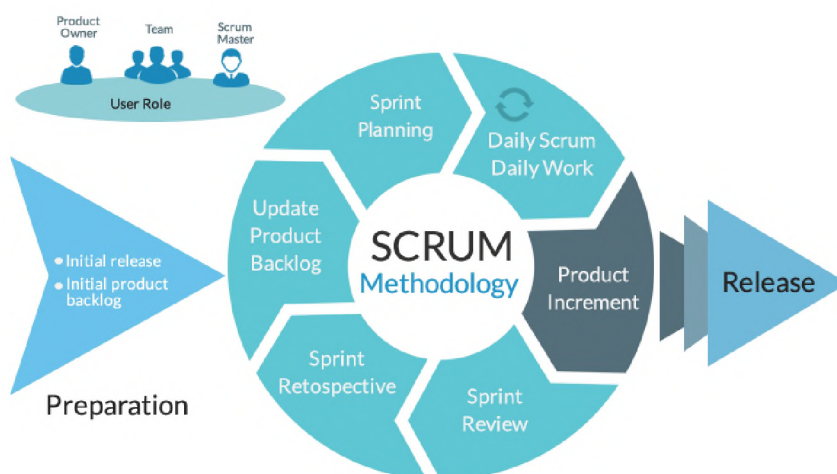 Product
Owner
Team
Scrum
Master
User Role
Sprint
Planning
Daily Scrum
Daily Work
Update
Product
Backlog
SCRUM
Methodology
Product
Increment
Release
Initial release
Initial product
backlog
Sprint
Retospective
Sprint
Review
Preparation